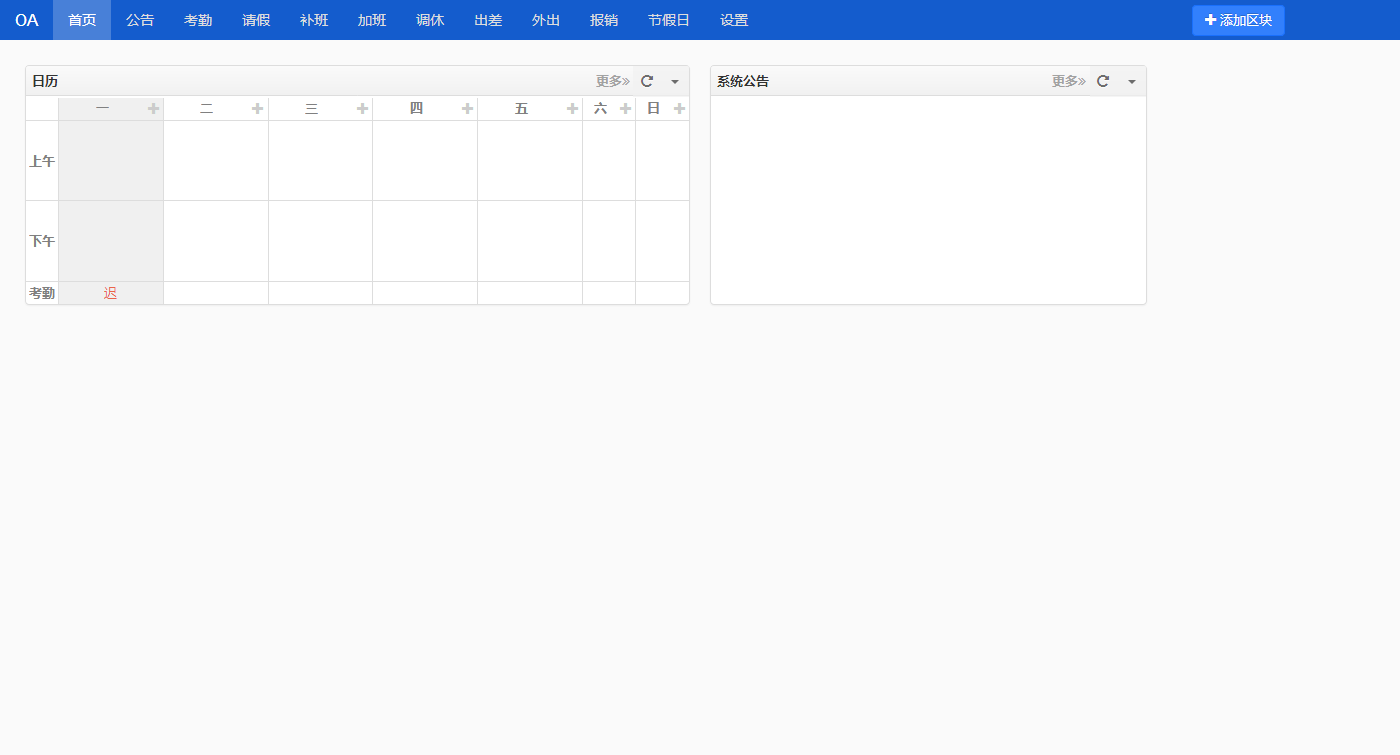 OA 首页 公告 考勤 请假 补班 加班 调休 出差 外出 报销 节假日 设置 添加区块
日历 更多»
一 二 三 四 五 六 日
上午
下午
考勤 迟
系统公告 更多»